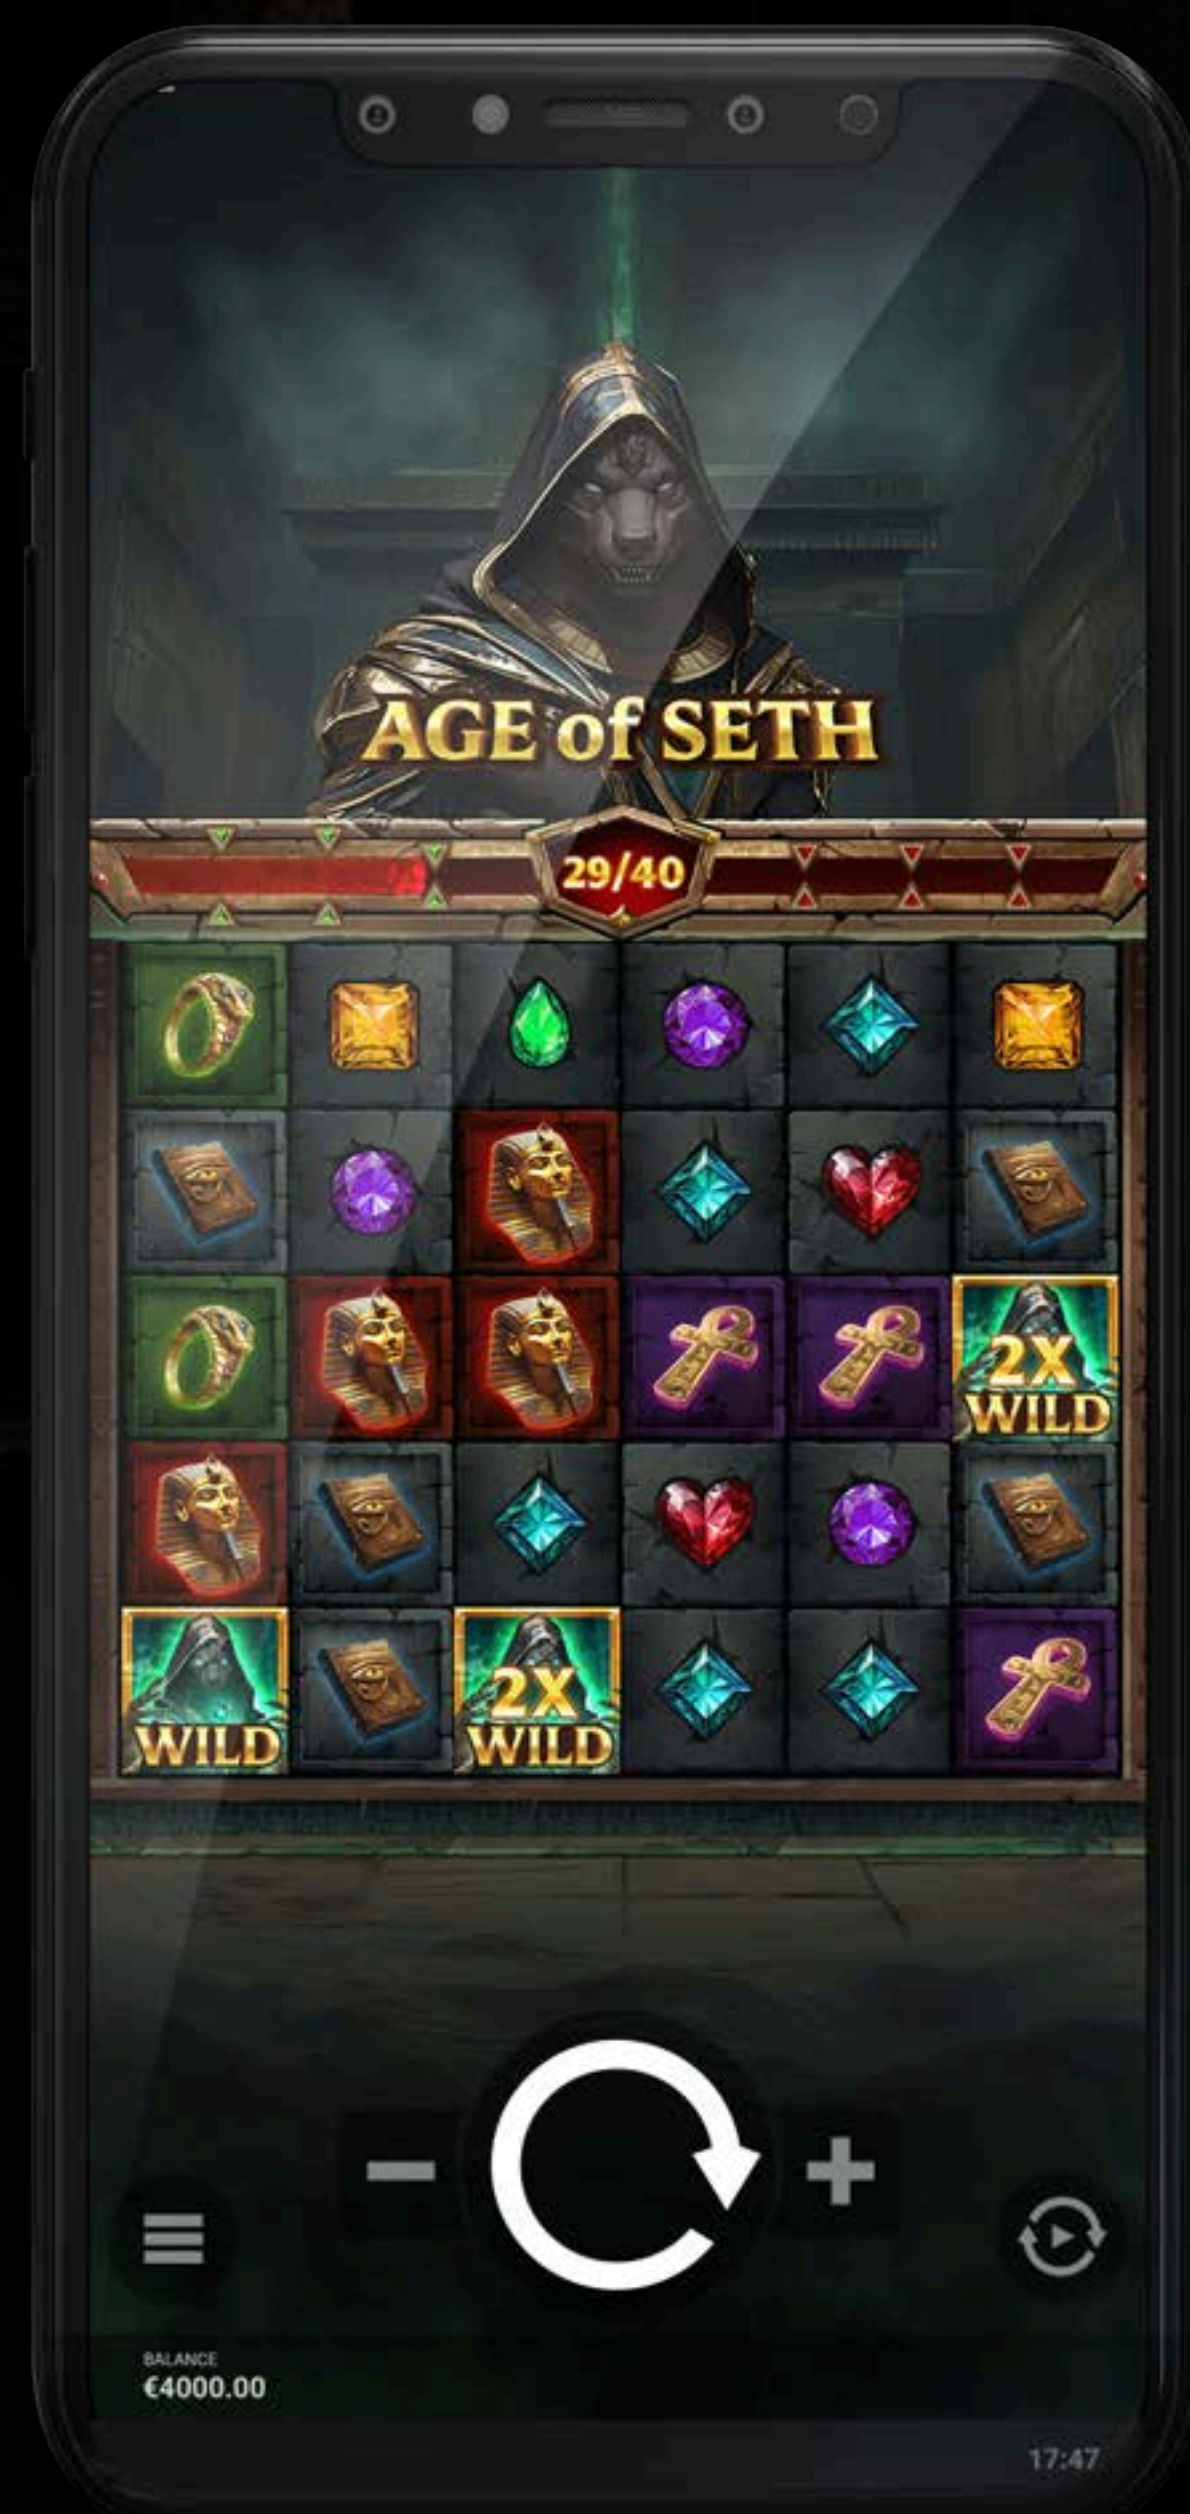 AGE of SETH
29/40
2X
WILD
WILD
2X
WILD
BALANCE
€4000.00
17:47